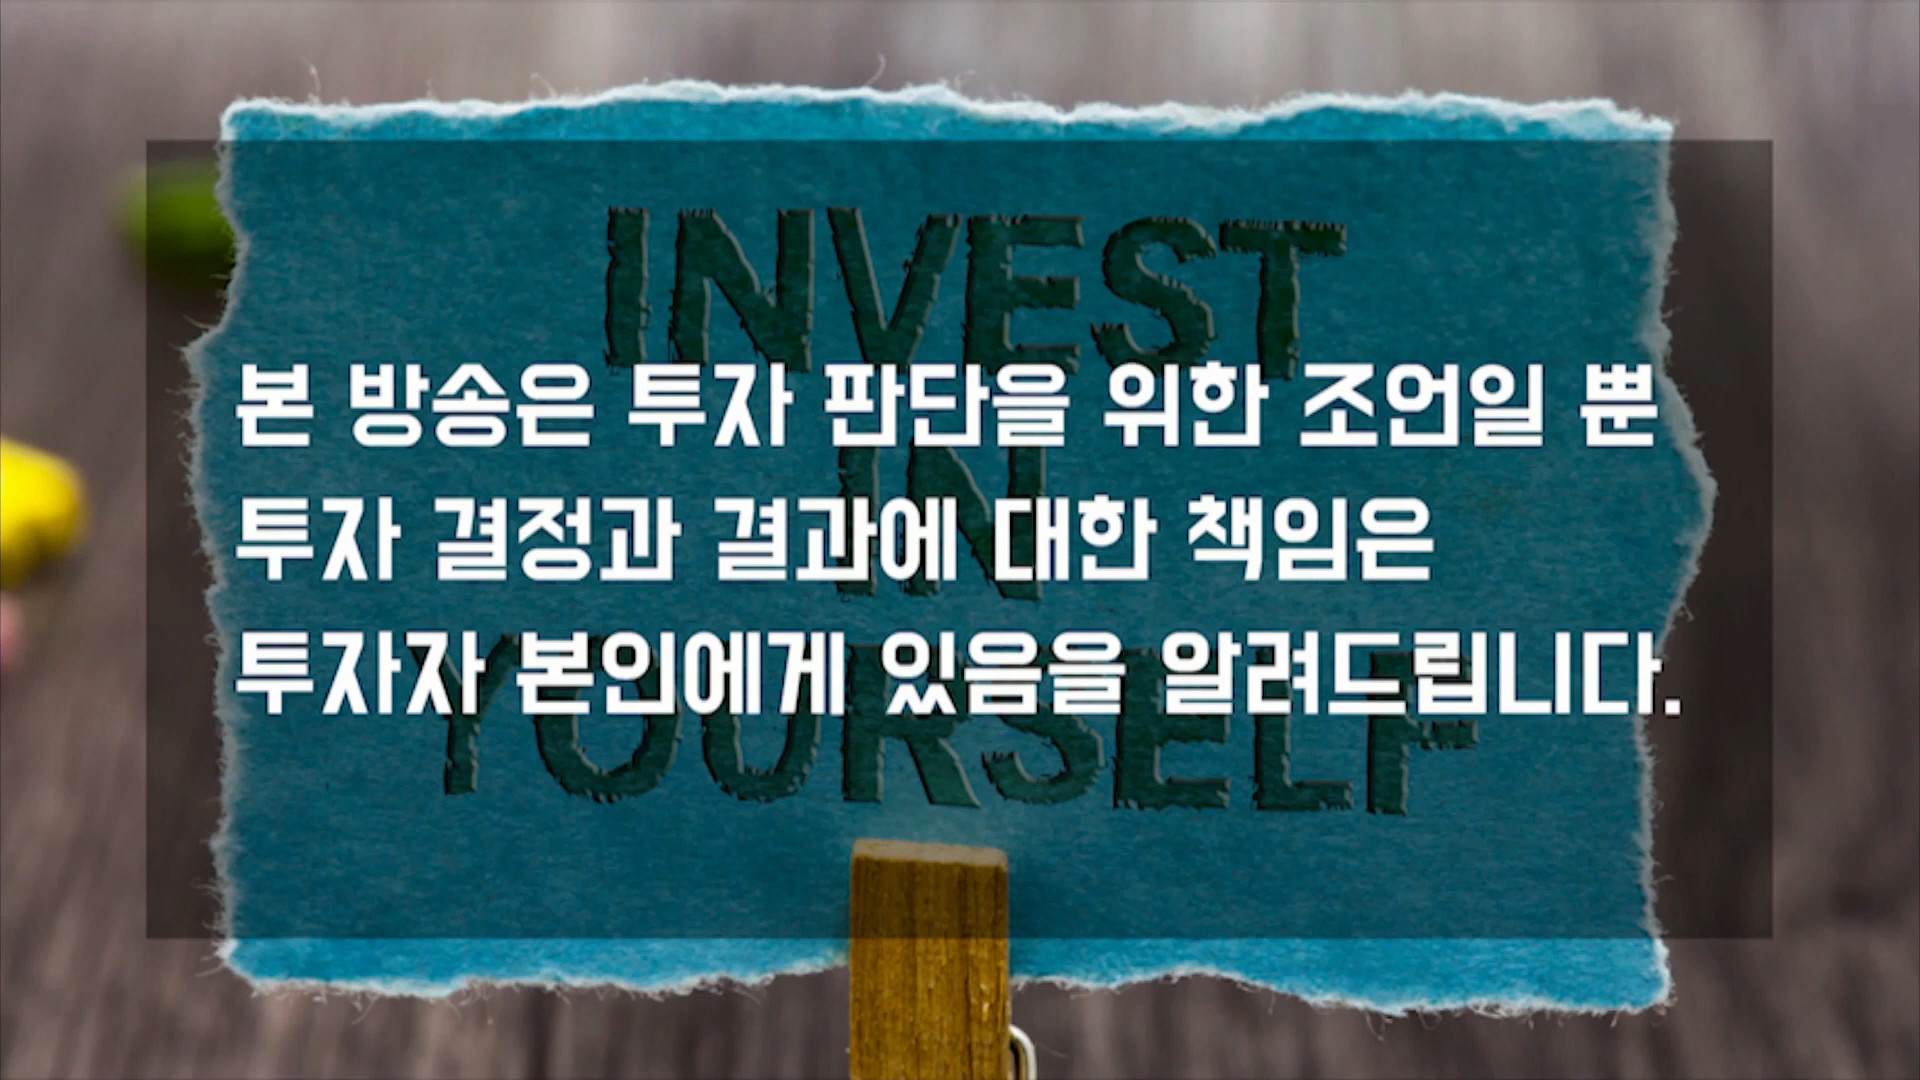 INVEST
본 방송은 투자 판단을 위한 조언일 뿐
IN
투자 결정과 결과에 대한 책임은
투자자 본인에게 있음을 알려드립니다.
YOURSELF